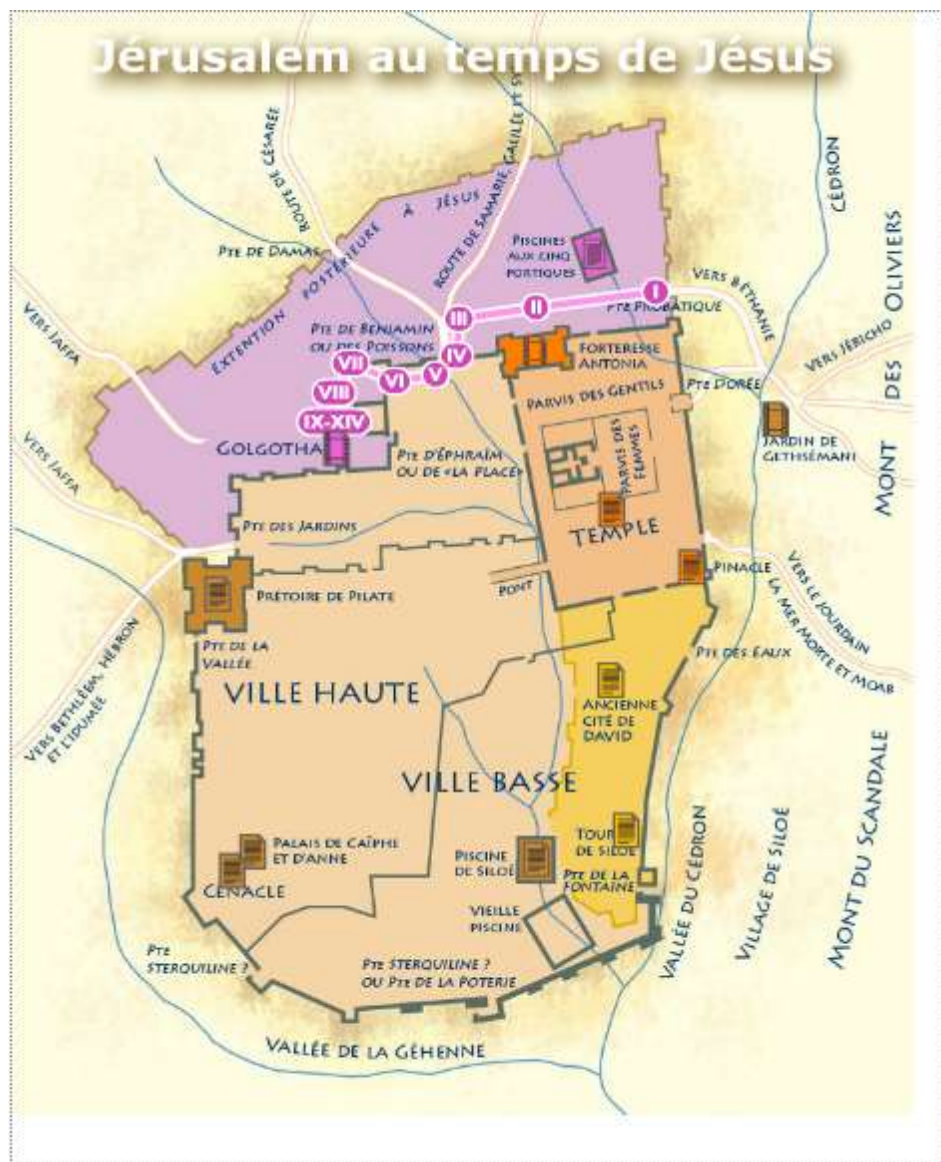 Jérusalem au temps de Jésus
ROUTE DE CÉSARÉE
ROUTE DE SAMARIE, GALILÉE ET
CÉDRON
EXTENTION POSTÉRIEURE À JÉSUS
PTE DE DAMAS
PISCINES
AUX CINQ
PORTIQUES
VERS BÉTHANIE
MONT DES OLIVIERS
I
II
III
PTE PROBATIQUE
PTE DE BENJAMIN
OU DES POISSONS
IV
V
VI
VII
VIII
IX-XIV
FORTERESSE
ANTONIA
VERS JÉRICHO
VERS JAFFA
PTE DORÉE
PARVIS DES GENTILS
PARVIS DES
FEMMES
JARDIN DE
GETHSÉMANI
GOLGOTHA
PTE D'ÉPHRAÏM
OU DE «LA PLACE»
VERS JAFFA
PTE DES JARDINS
TEMPLE
PINACLE
PONT
PRÉTOIRE DE PILATE
VERS LE JOURDAIN
LA MER MORTE ET MOAB
PTE DE LA
VALLÉE
PTE DES EAUX
VERS BETHLÉEM, HÉBRON
ET L'IDUMÉE
VILLE HAUTE
ANCIENNE
CITÉ DE
DAVID
VILLE BASSE
MONT DU SCANDALE
VILLAGE DE SILOÉ
VALLÉE DU CÉDRON
PALAIS DE CAÏPHE
ET D'ANNE
CÉNACLE
PISCINE
DE SILOÉ
TOUR
DE SILOÉ
PTE DE LA
FONTAINE
VIEILLE
PISCINE
PTE
STERQUILINE ?
PTE STERQUILINE ?
OU PTE DE LA POTERIE
VALLÉE DE LA GÉHENNE